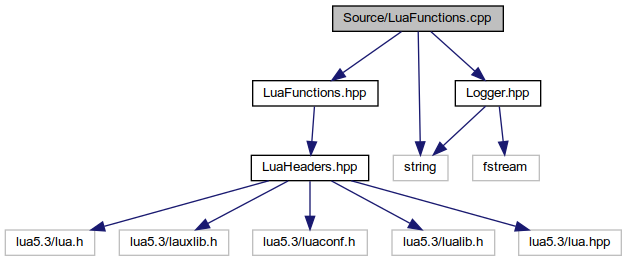 Source/LuaFunctions.cpp
LuaFunctions.hpp
Logger.hpp
LuaHeaders.hpp
string
fstream
lua5.3/lua.h
lua5.3/lauxlib.h
lua5.3/luaconf.h
lua5.3/lualib.h
lua5.3/lua.hpp